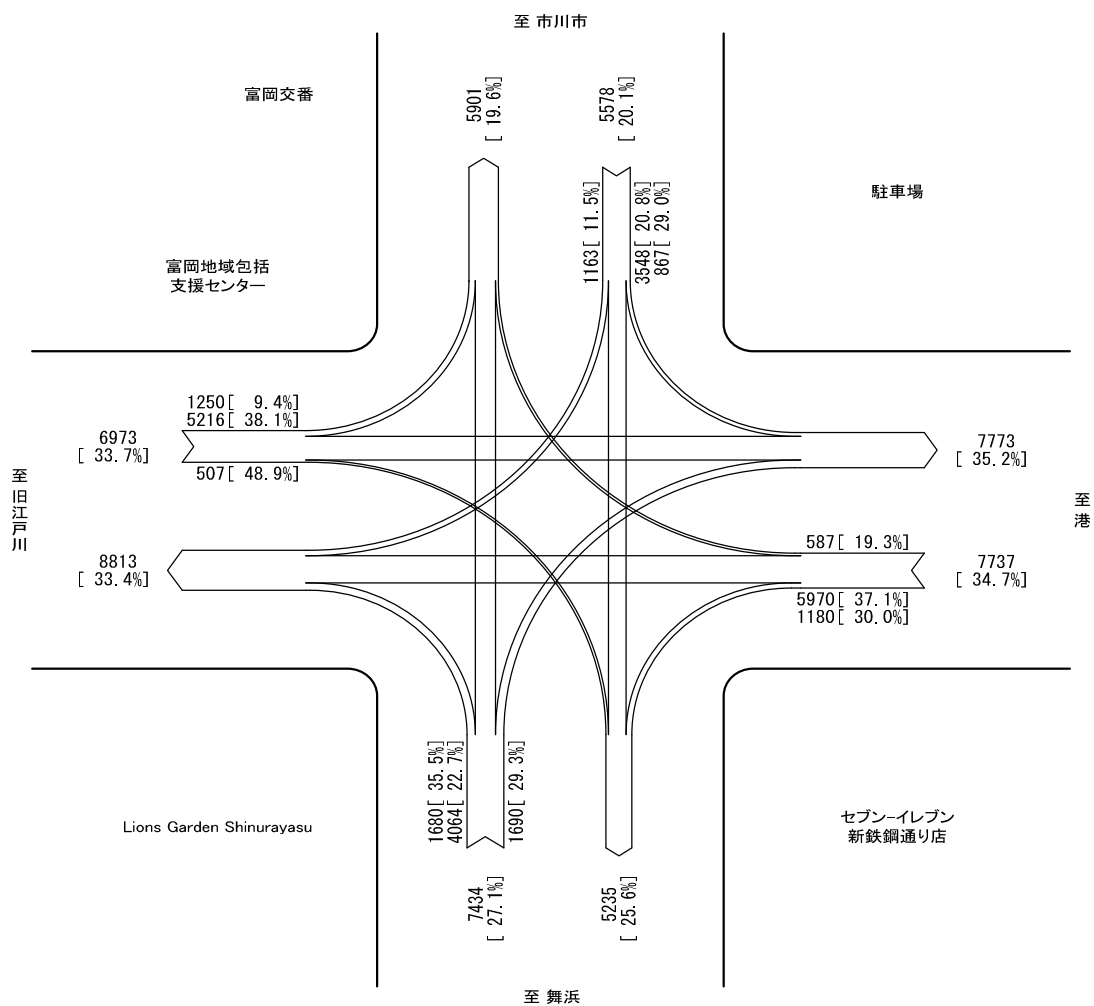 至 市川市
富岡交番
5901
[ 19.6%]
5578
[ 20.1%]
駐車場
1163[ 11.5%]
3548[ 20.8%]
867[ 29.0%]
富岡地域包括
支援センター
1250[  9.4%]
5216[ 38.1%]
6973
[ 33.7%]
507[ 48.9%]
7773
[ 35.2%]
至 旧江戸川
至 港
8813
[ 33.4%]
587[ 19.3%]
7737
[ 34.7%]
5970[ 37.1%]
1180[ 30.0%]
1680[ 35.5%]
4064[ 22.7%]
1690[ 29.3%]
Lions Garden Shinurayasu
セブン-イレブン
新鉄鋼通り店
7434
[ 27.1%]
5235
[ 25.6%]
至 舞浜